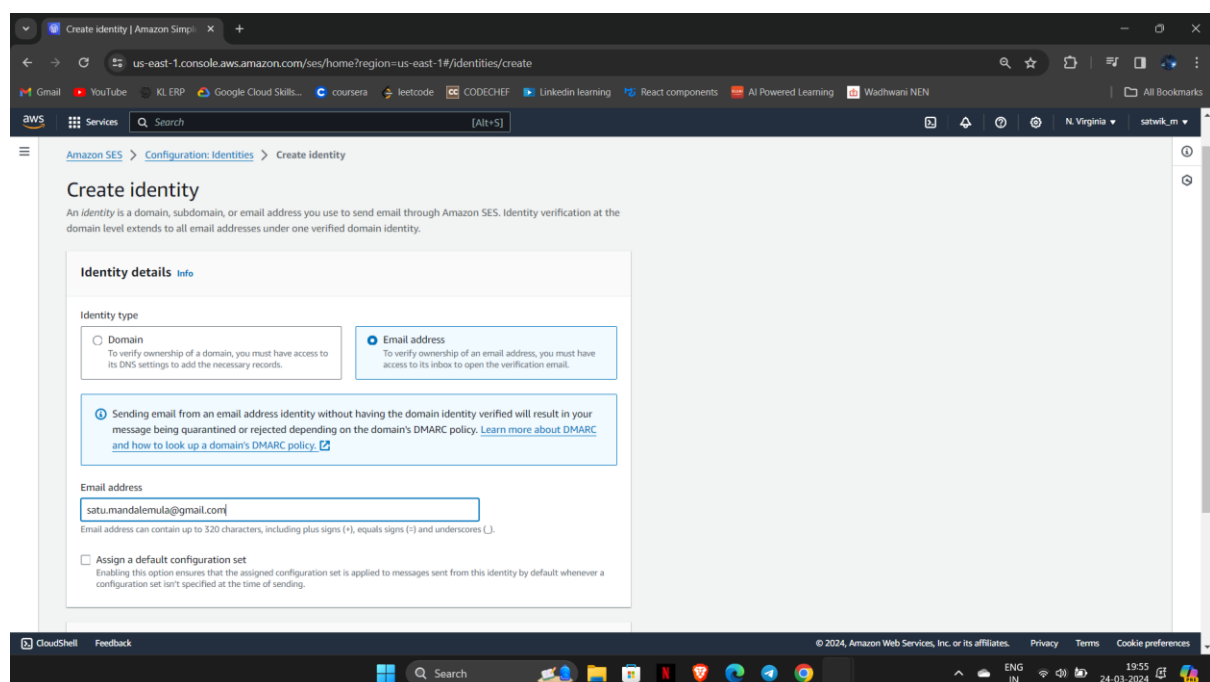 Create identity | Amazon Simpl
us-east-1.console.aws.amazon.com/ses/home?region=us-east-1#/identities/create
Gmail YouTube KL ERP Google Cloud Skills... coursera leetcode CODECHEF Linkedin learning React components AI Powered Learning Wadhwani NEN All Bookmarks
aws Services Search [Alt+S] N. Virginia satwik_m
Amazon SES > Configuration: Identities > Create identity
Create identity
An identity is a domain, subdomain, or email address you use to send email through Amazon SES. Identity verification at the
domain level extends to all email addresses under one verified domain identity.
Identity details Info
Identity type
Domain
To verify ownership of a domain, you must have access to
its DNS settings to add the necessary records.
Email address
To verify ownership of an email address, you must have
access to its inbox to open the verification email.
Sending email from an email address identity without having the domain identity verified will result in your
message being quarantined or rejected depending on the domain's DMARC policy. Learn more about DMARC
and how to look up a domain's DMARC policy.
Email address
satu.mandalemula@gmail.com
Email address can contain up to 320 characters, including plus signs (+), equals signs (=) and underscores (_).
Assign a default configuration set
Enabling this option ensures that the assigned configuration set is applied to messages sent from this identity by default whenever a
configuration set isn't specified at the time of sending.
CloudShell Feedback © 2024, Amazon Web Services, Inc. or its affiliates. Privacy Terms Cookie preferences
Search ENG 19:55
IN 24-03-2024